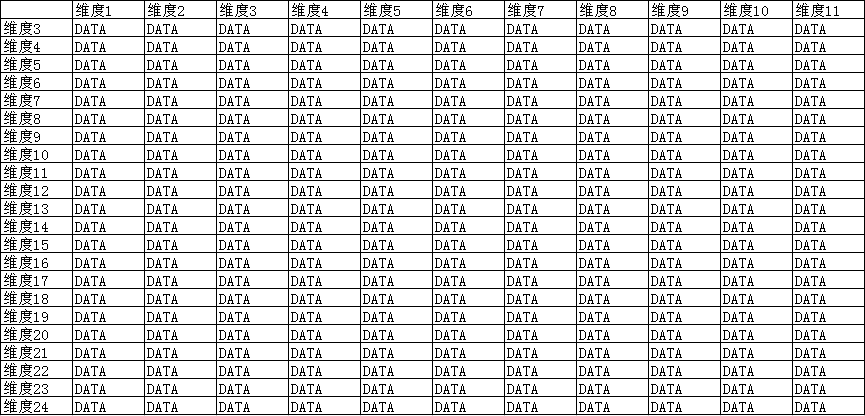 维度1 维度2 维度3 维度4 维度5 维度6 维度7 维度8 维度9 维度10 维度11
维度3 DATA DATA DATA DATA DATA DATA DATA DATA DATA DATA DATA
维度4 DATA DATA DATA DATA DATA DATA DATA DATA DATA DATA DATA
维度5 DATA DATA DATA DATA DATA DATA DATA DATA DATA DATA DATA
维度6 DATA DATA DATA DATA DATA DATA DATA DATA DATA DATA DATA
维度7 DATA DATA DATA DATA DATA DATA DATA DATA DATA DATA DATA
维度8 DATA DATA DATA DATA DATA DATA DATA DATA DATA DATA DATA
维度9 DATA DATA DATA DATA DATA DATA DATA DATA DATA DATA DATA
维度10 DATA DATA DATA DATA DATA DATA DATA DATA DATA DATA DATA
维度11 DATA DATA DATA DATA DATA DATA DATA DATA DATA DATA DATA
维度12 DATA DATA DATA DATA DATA DATA DATA DATA DATA DATA DATA
维度13 DATA DATA DATA DATA DATA DATA DATA DATA DATA DATA DATA
维度14 DATA DATA DATA DATA DATA DATA DATA DATA DATA DATA DATA
维度15 DATA DATA DATA DATA DATA DATA DATA DATA DATA DATA DATA
维度16 DATA DATA DATA DATA DATA DATA DATA DATA DATA DATA DATA
维度17 DATA DATA DATA DATA DATA DATA DATA DATA DATA DATA DATA
维度18 DATA DATA DATA DATA DATA DATA DATA DATA DATA DATA DATA
维度19 DATA DATA DATA DATA DATA DATA DATA DATA DATA DATA DATA
维度20 DATA DATA DATA DATA DATA DATA DATA DATA DATA DATA DATA
维度21 DATA DATA DATA DATA DATA DATA DATA DATA DATA DATA DATA
维度22 DATA DATA DATA DATA DATA DATA DATA DATA DATA DATA DATA
维度23 DATA DATA DATA DATA DATA DATA DATA DATA DATA DATA DATA
维度24 DATA DATA DATA DATA DATA DATA DATA DATA DATA DATA DATA